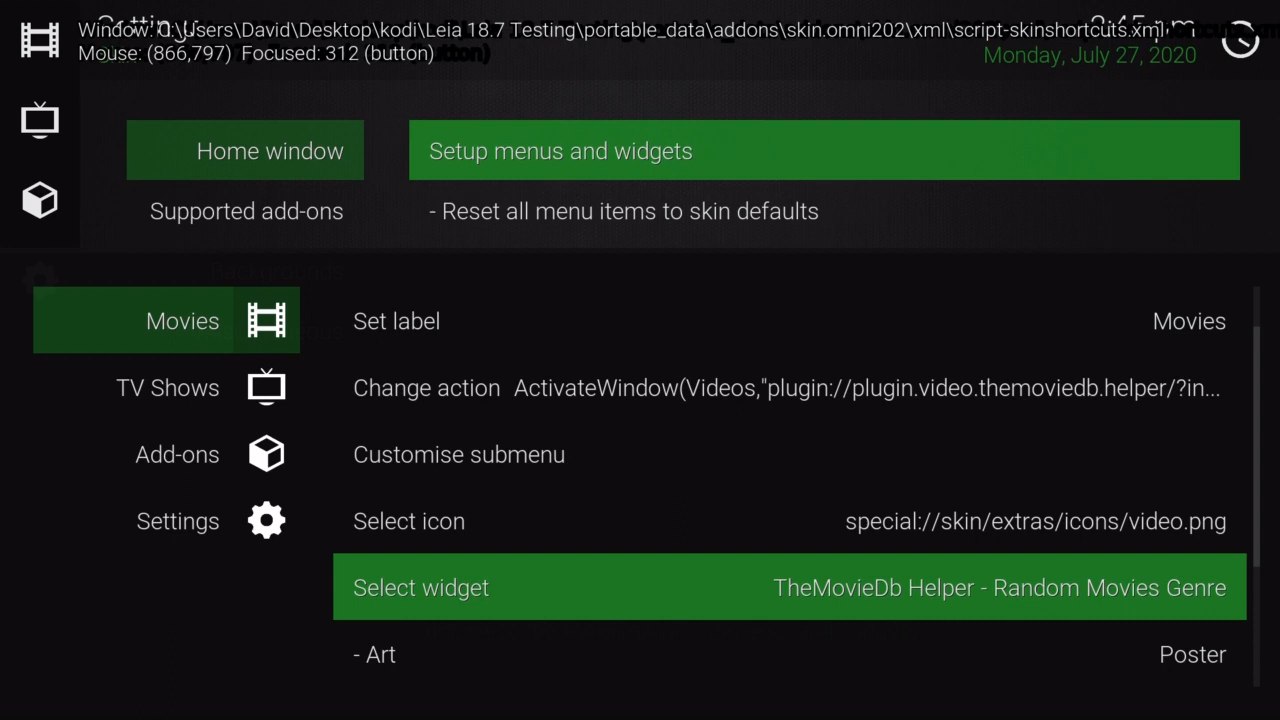 Window: C:\Users\David\Desktop\kodi\Leia 18.7 Testing\portable_data\addons\skin.omni202\xml\script-skinshortcuts.xml
Mouse: (866,797) Focused: 312 (button)
Monday, July 27, 2020
Home window
Setup menus and widgets
Supported add-ons
- Reset all menu items to skin defaults
Backgrounds
Movies
Set label
Movies
TV Shows
Change action ActivateWindow(Videos,"plugin://plugin.video.themoviedb.helper/?in...
Add-ons
Customise submenu
Settings
Select icon
special://skin/extras/icons/video.png
Select widget
TheMovieDb Helper - Random Movies Genre
- Art
Poster